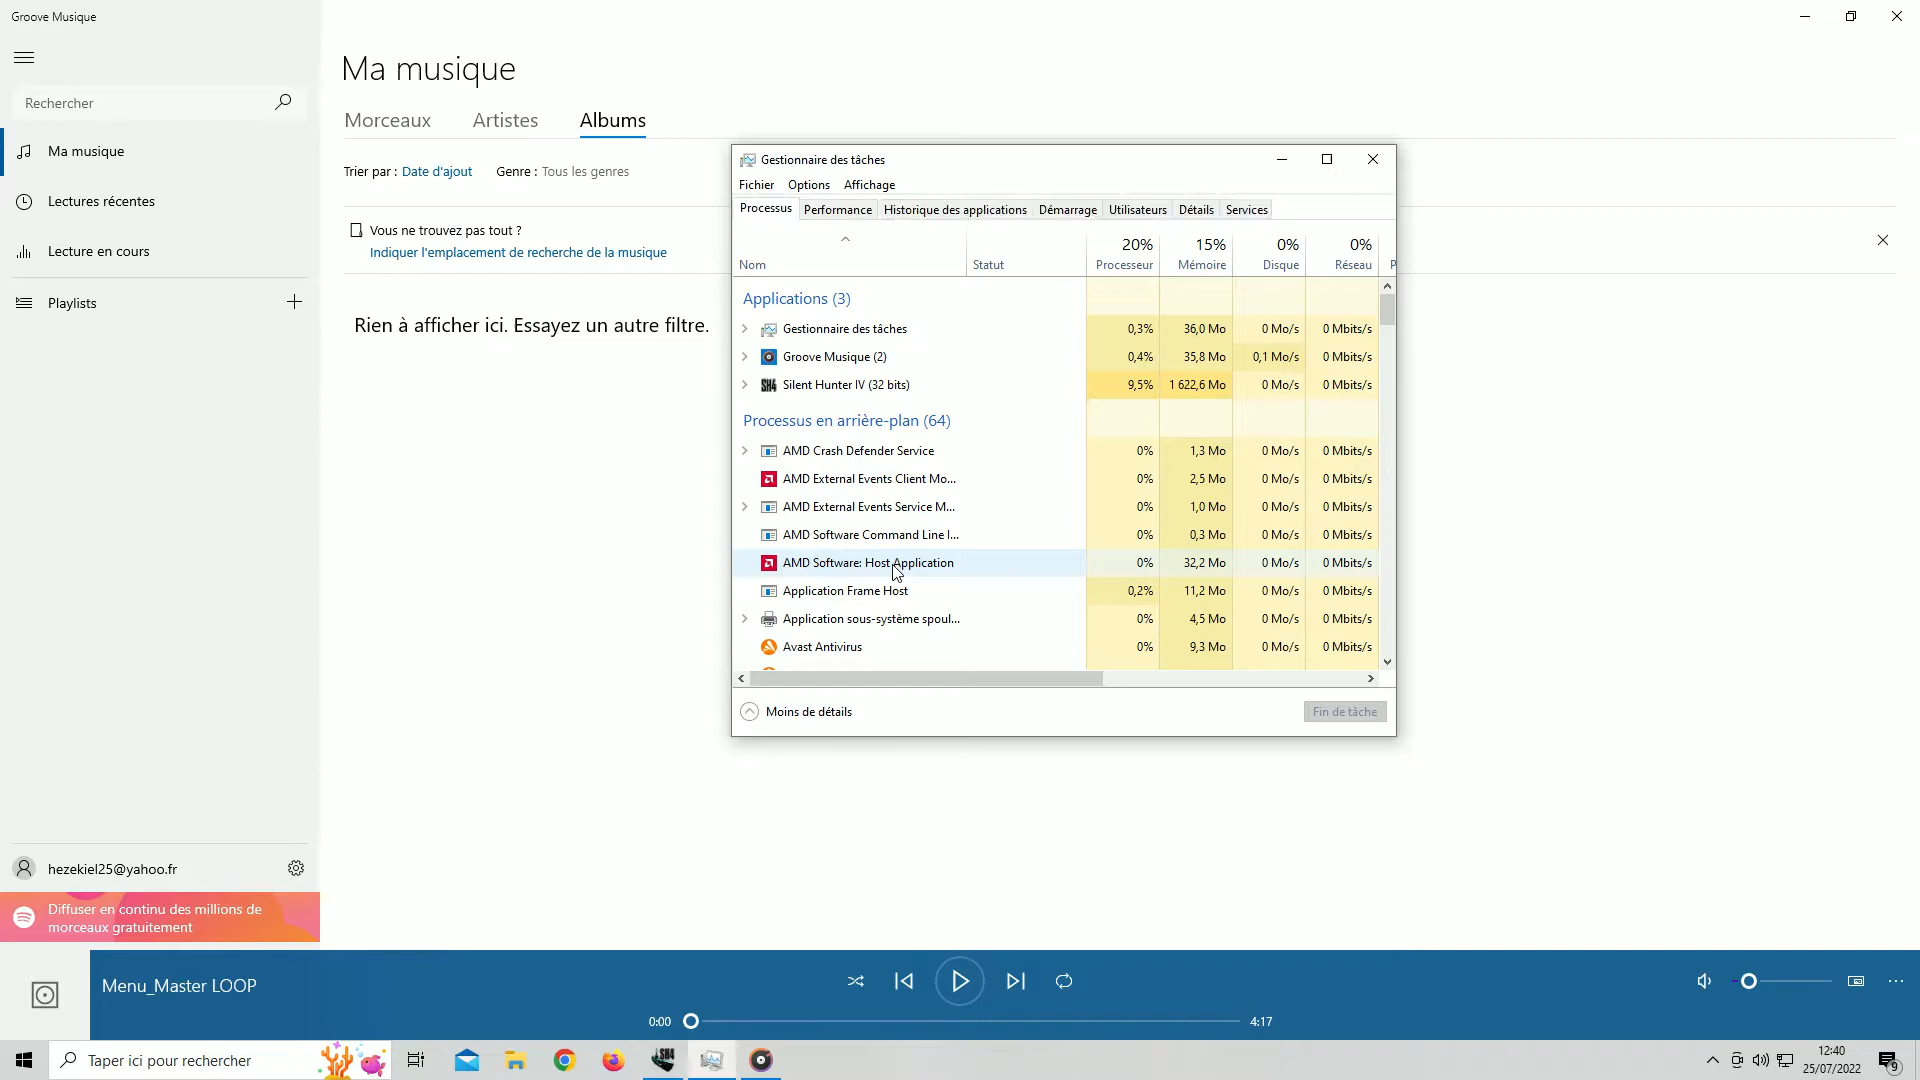 Groove Musique
Rechercher
Ma musique
Lectures récentes
Lecture en cours
Playlists
hezekiel25@yahoo.fr
Diffuser en continu des millions de
morceaux gratuitement
Ma musique
Morceaux Artistes Albums
Trier par : Date d'ajout Genre : Tous les genres
Vous ne trouvez pas tout ?
Indiquer l'emplacement de recherche de la musique
Rien à afficher ici. Essayez un autre filtre.
Gestionnaire des tâches
Fichier Options Affichage
Processus Performance Historique des applications Démarrage Utilisateurs Détails Services
20% 15% 0% 0%
Nom Statut Processeur Mémoire Disque Réseau P
Applications (3)
Gestionnaire des tâches 0,3% 36,0 Mo 0 Mo/s 0 Mbits/s
Groove Musique (2) 0,4% 35,8 Mo 0,1 Mo/s 0 Mbits/s
SH4 Silent Hunter IV (32 bits) 9,5% 1 622,6 Mo 0 Mo/s 0 Mbits/s
Processus en arrière-plan (64)
AMD Crash Defender Service 0% 1,3 Mo 0 Mo/s 0 Mbits/s
AMD External Events Client Mo... 0% 2,5 Mo 0 Mo/s 0 Mbits/s
AMD External Events Service M... 0% 1,0 Mo 0 Mo/s 0 Mbits/s
AMD Software Command Line I... 0% 0,3 Mo 0 Mo/s 0 Mbits/s
AMD Software: Host Application 0% 32,2 Mo 0 Mo/s 0 Mbits/s
Application Frame Host 0,2% 11,2 Mo 0 Mo/s 0 Mbits/s
Application sous-système spoul... 0% 4,5 Mo 0 Mo/s 0 Mbits/s
Avast Antivirus 0% 9,3 Mo 0 Mo/s 0 Mbits/s
Moins de détails Fin de tâche
Menu_Master LOOP
0:00 4:17
Taper ici pour rechercher
SH4
12:40
25/07/2022
9